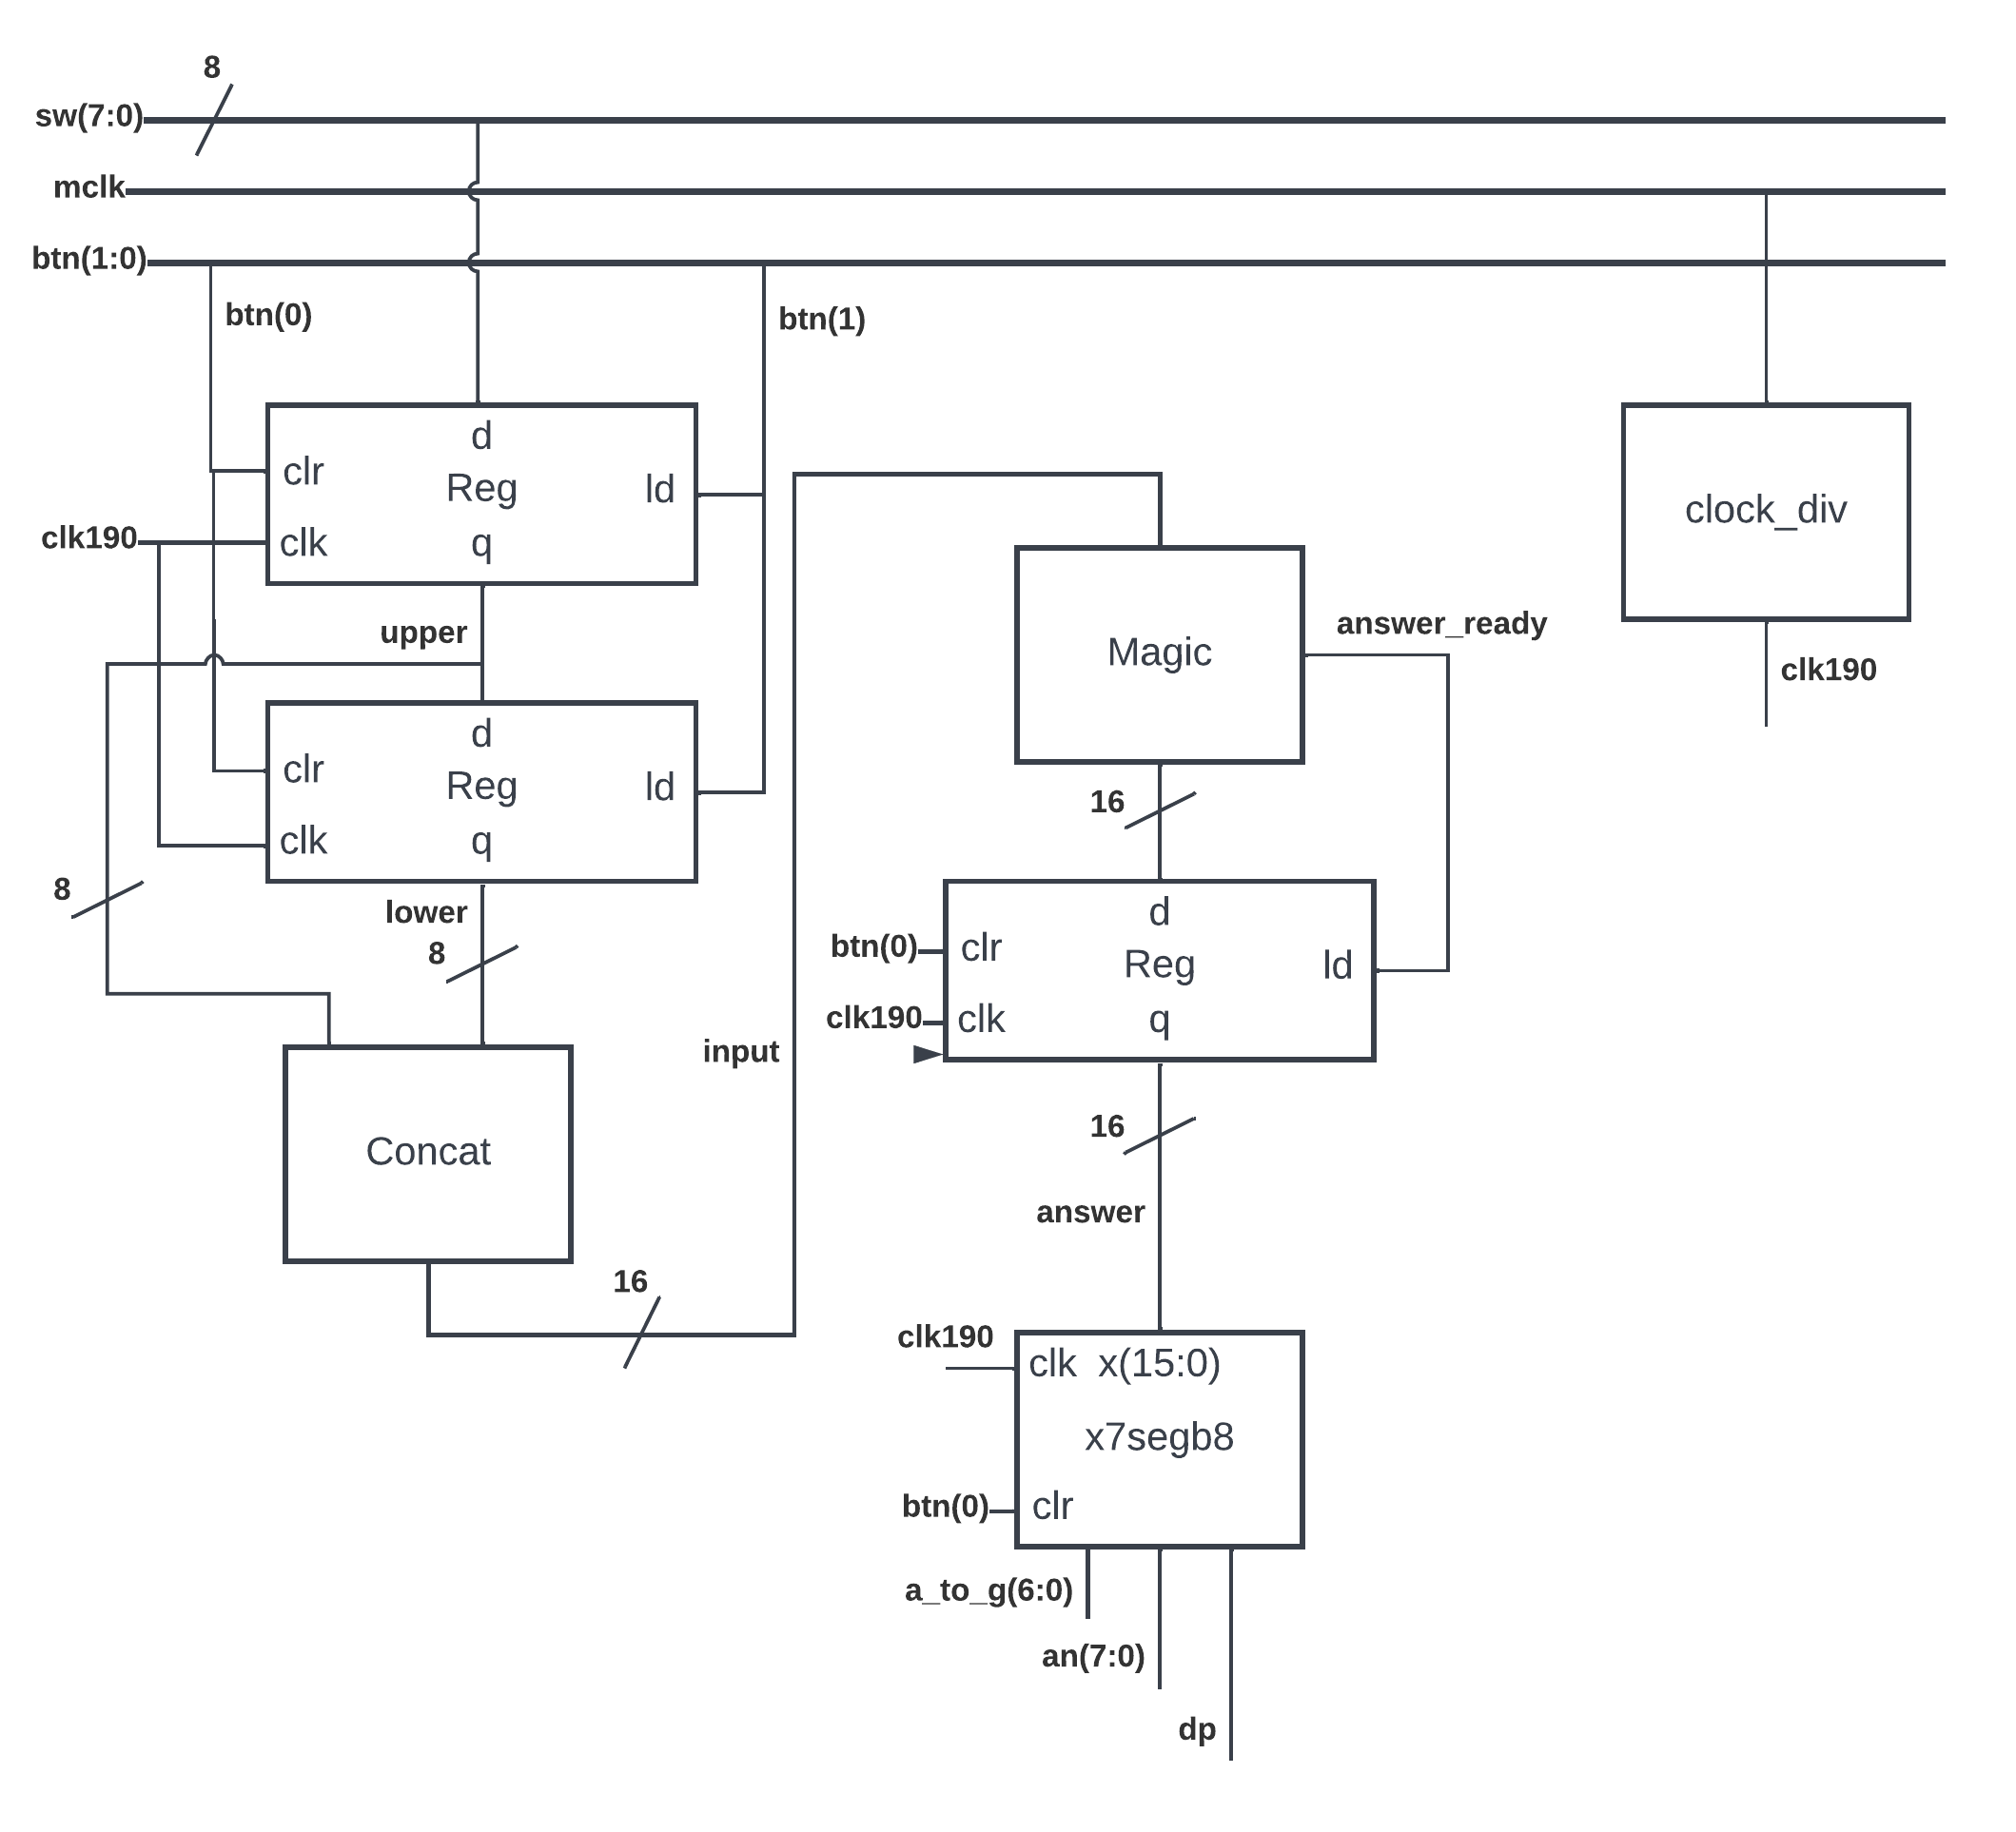 8
sw(7:0)
mclk
btn(1:0)
btn(0)
btn(1)
d
clr
Reg
ld
clk190
clk
q
clock_div
upper
answer_ready
Magic
clk190
d
clr
Reg
ld
clk
q
16
8
lower
8
d
btn(0)
clr
Reg
ld
clk190
clk
q
input
Concat
16
answer
16
clk190
clk x(15:0)
x7segb8
btn(0)
clr
a_to_g(6:0)
an(7:0)
dp